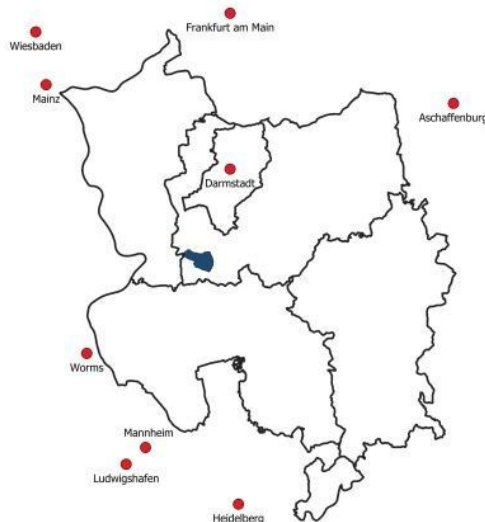 Frankfurt am Main
Wiesbaden
Mainz
Aschaffenburg
Darmstadt
Worms
Mannheim
Ludwigshafen
Heidelberg